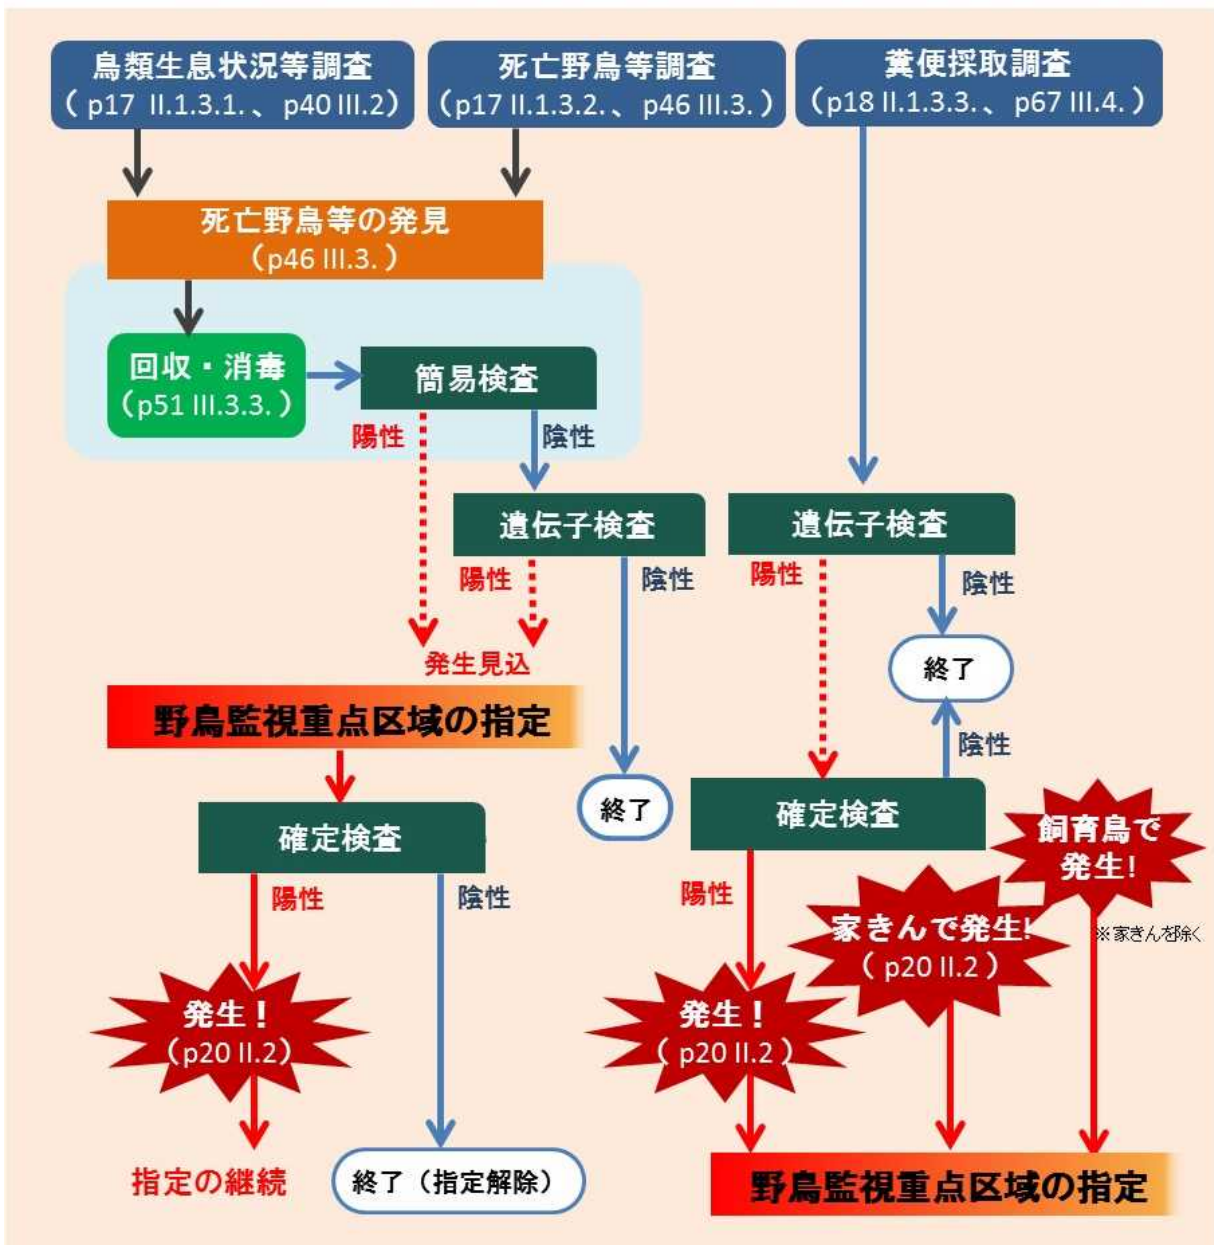 鳥類生息状況等調査
（p17 II.1.3.1.、p40 III.2）
死亡野鳥等調査
（p17 II.1.3.2.、p46 III.3.）
糞便採取調査
（p18 II.1.3.3.、p67 III.4.）
死亡野鳥等の発見
（p46 III.3.）
回収・消毒
（p51 III.3.3.）
簡易検査
陽性
陰性
遺伝子検査
遺伝子検査
陽性
陰性
陽性
陰性
発生見込
終了
野鳥監視重点区域の指定
陰性
終了
確定検査
確定検査
飼育鳥で
発生!
陽性
陰性
陽性
家きんで発生!
（p20 II.2）
※家きんを除く
発生！
（p20 II.2）
発生！
（p20 II.2）
指定の継続
終了（指定解除）
野鳥監視重点区域の指定